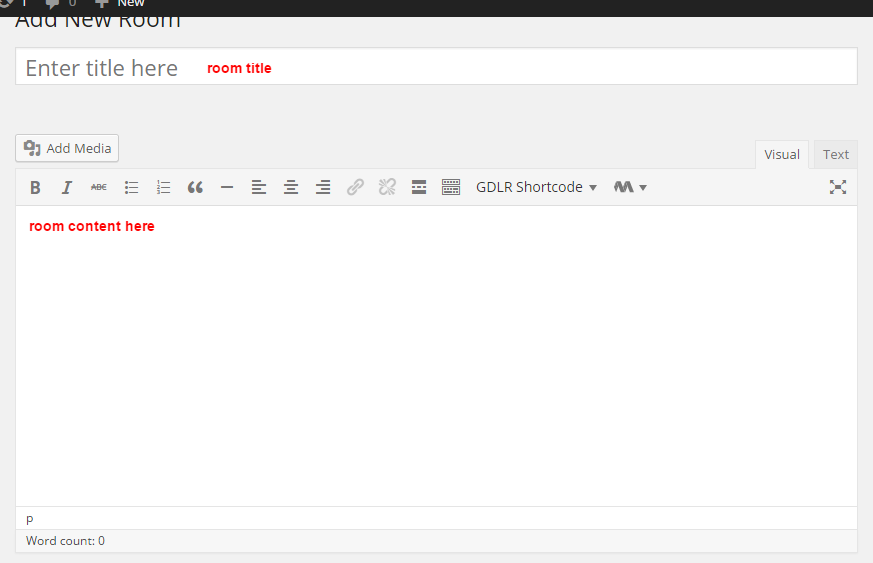 1 0 New
Add New Room
Enter title here room title
Add Media
Visual Text
B I ABC GDLR Shortcode
room content here
p
Word count: 0